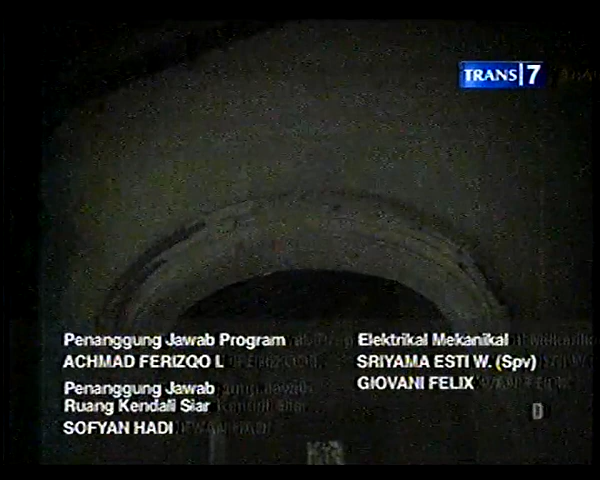 TRANS|7
Penanggung Jawab Program
ACHMAD FERIZQO L
Penanggung Jawab
Ruang Kendali Siar
SOFYAN HADI
Elektrikal Mekanikal
SRIYAMA ESTI W. (Spv)
GIOVANI FELIX
D